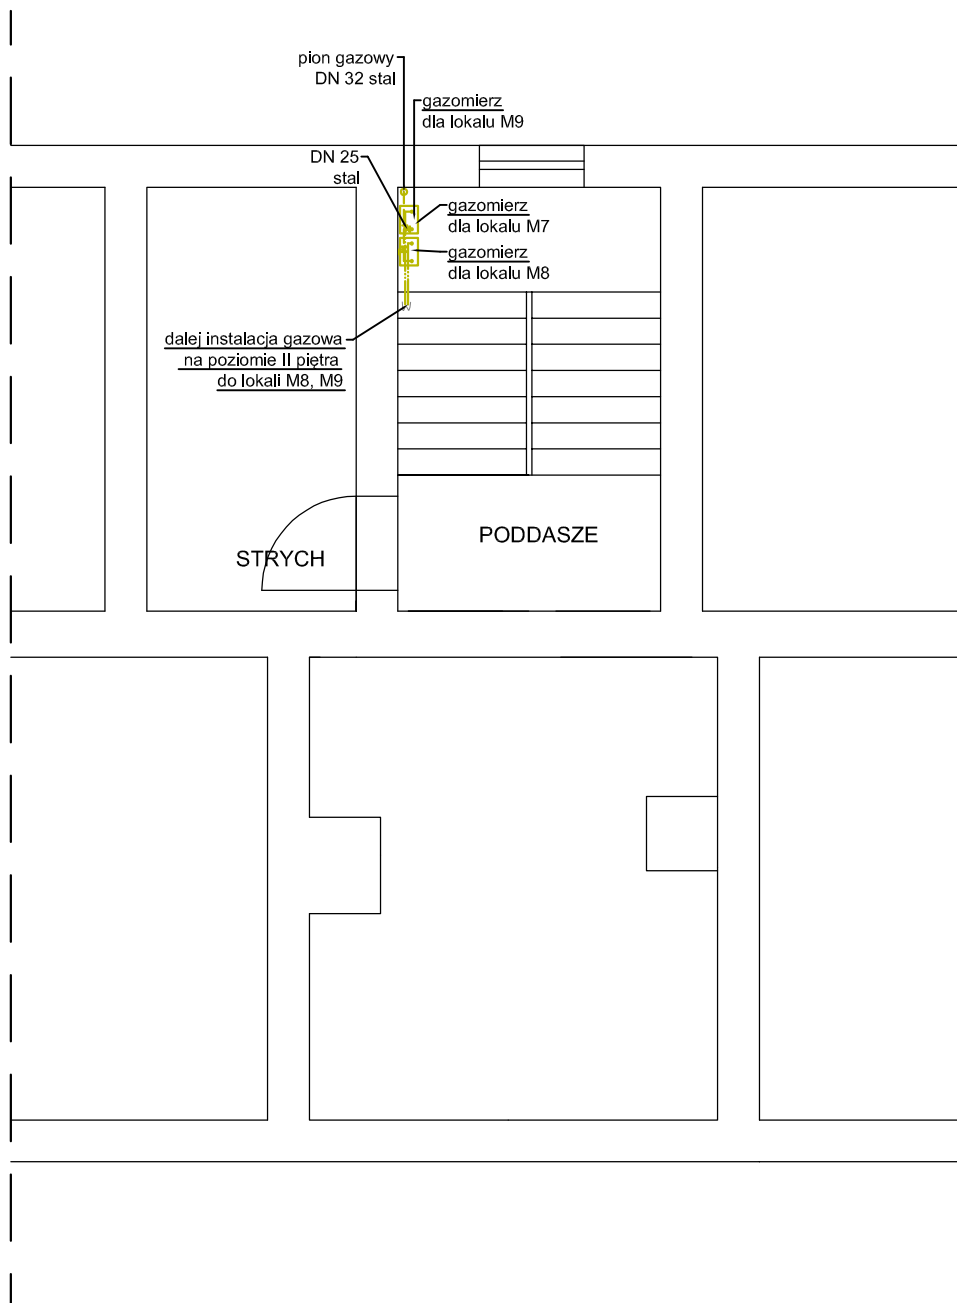 pion gazowy
DN 32 stal
gazomierz
dla lokalu M9
DN 25
stal
gazomierz
dla lokalu M7
gazomierz
dla lokalu M8
dalej instalacja gazowa
na poziomie II piętra
do lokali M8, M9
PODDASZE
STRYCH